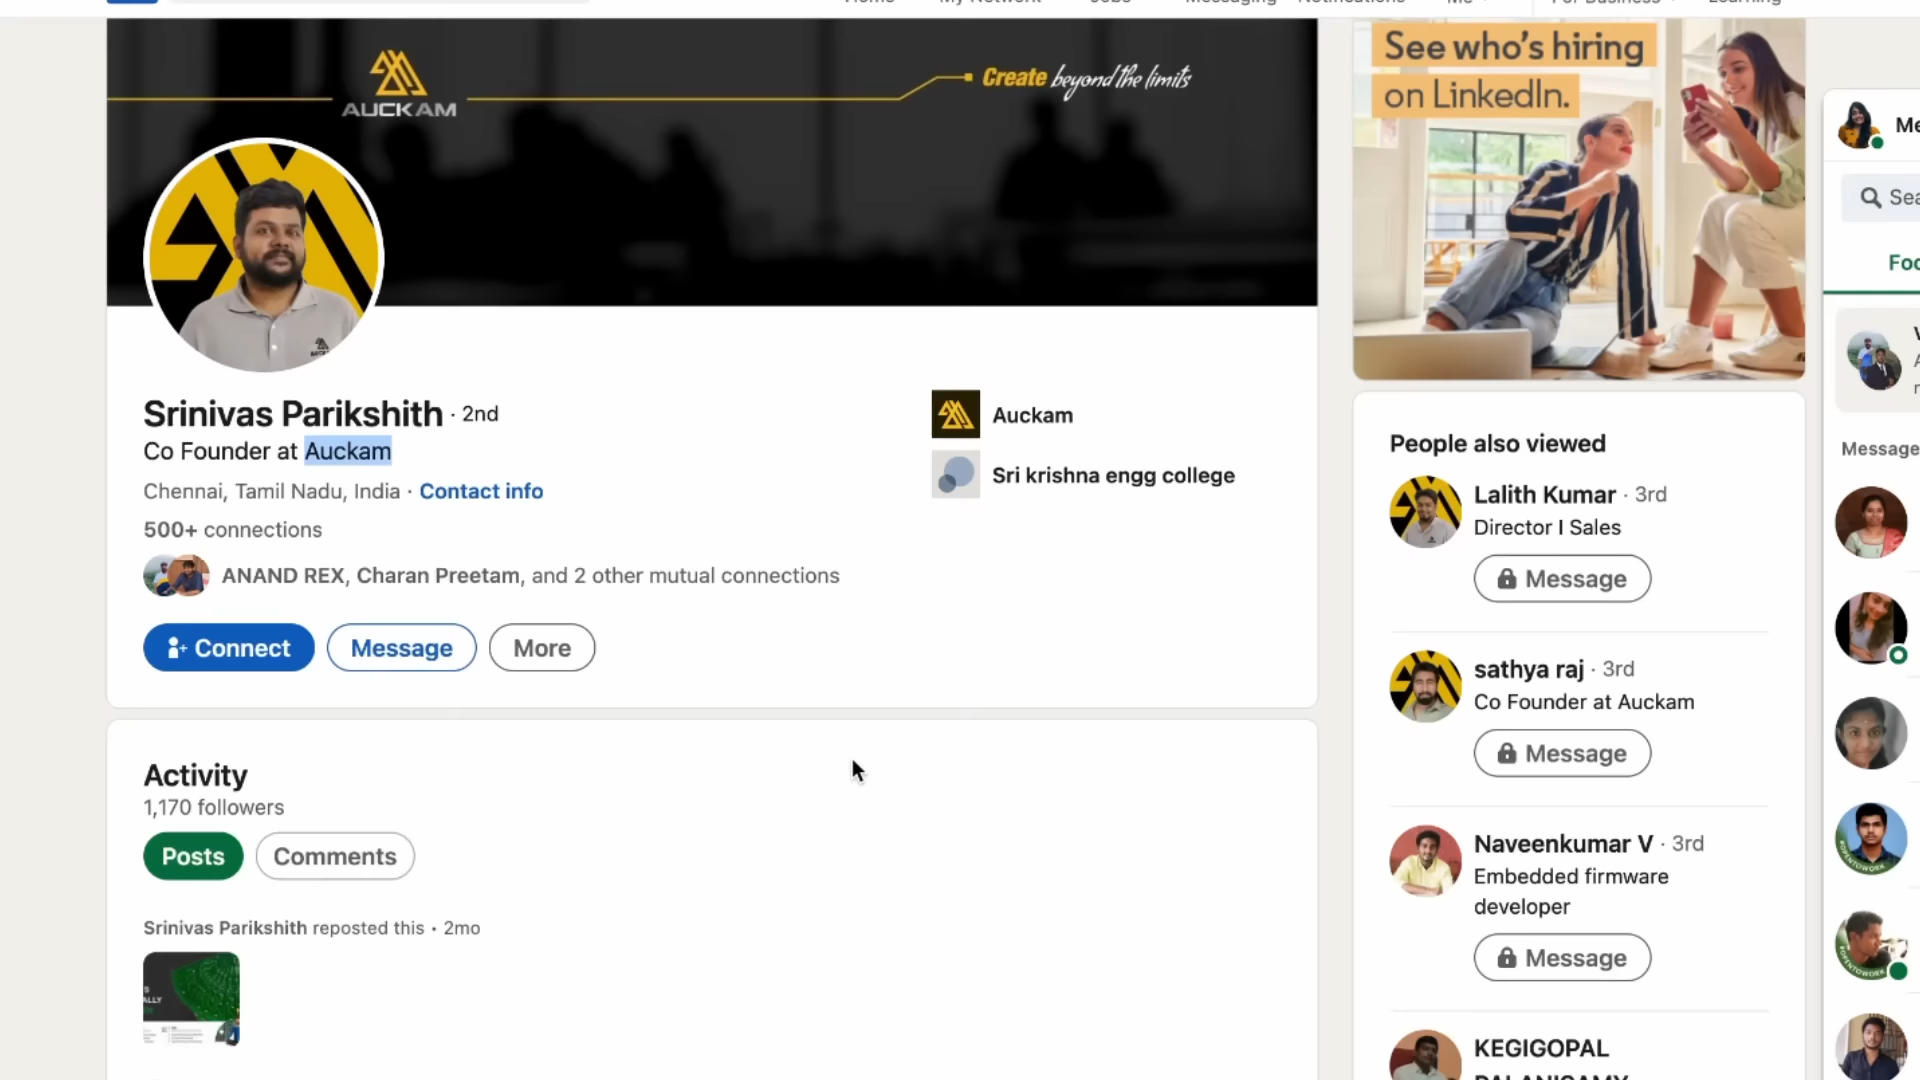 Home My Network Jobs Messaging Notifications Me For Business Learning
AUCKAM
Create beyond the limits
See who's hiring
on LinkedIn.
Srinivas Parikshith · 2nd
Co Founder at Auckam
Chennai, Tamil Nadu, India · Contact info
500+ connections
ANAND REX, Charan Preetam, and 2 other mutual connections
Connect
Message
More
Auckam
Sri krishna engg college
Activity
1,170 followers
Posts
Comments
Srinivas Parikshith reposted this • 2mo
People also viewed
Lalith Kumar · 3rd
Director I Sales
Message
sathya raj · 3rd
Co Founder at Auckam
Message
Naveenkumar V · 3rd
Embedded firmware
developer
Message
KEGIGOPAL
Message